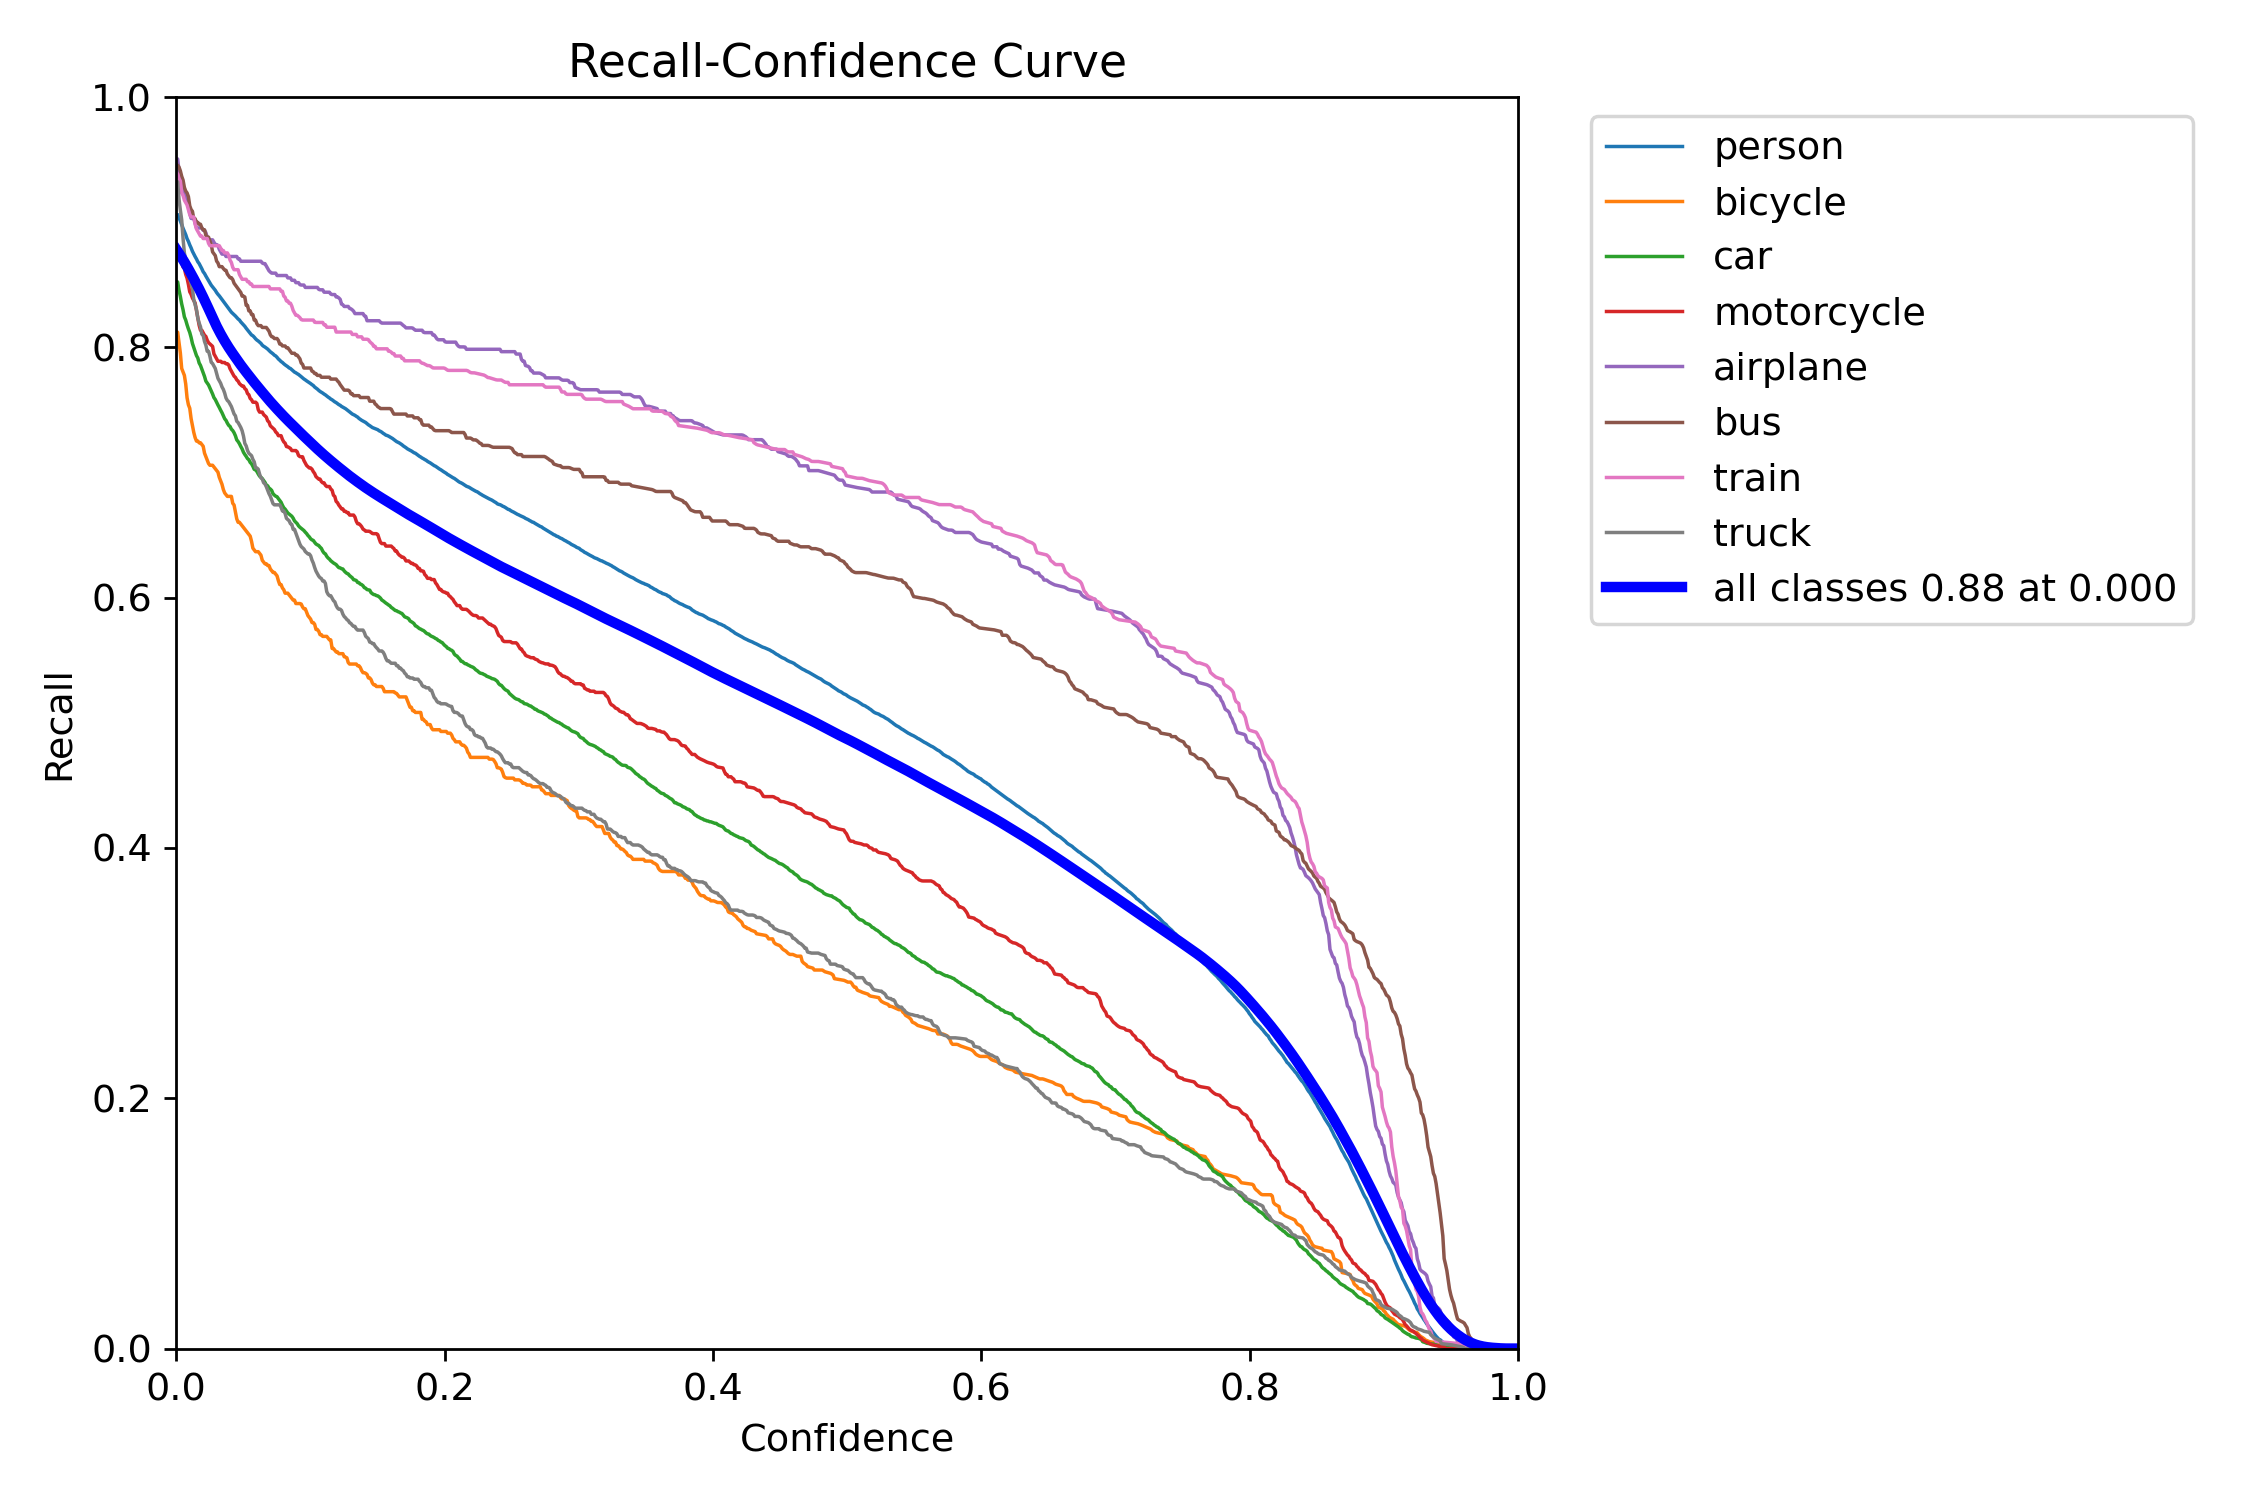 Recall-Confidence Curve
1.0
0.8
0.6
0.4
0.2
0.0
Recall
0.0 0.2 0.4 0.6 0.8 1.0
Confidence
person
bicycle
car
motorcycle
airplane
bus
train
truck
all classes 0.88 at 0.000